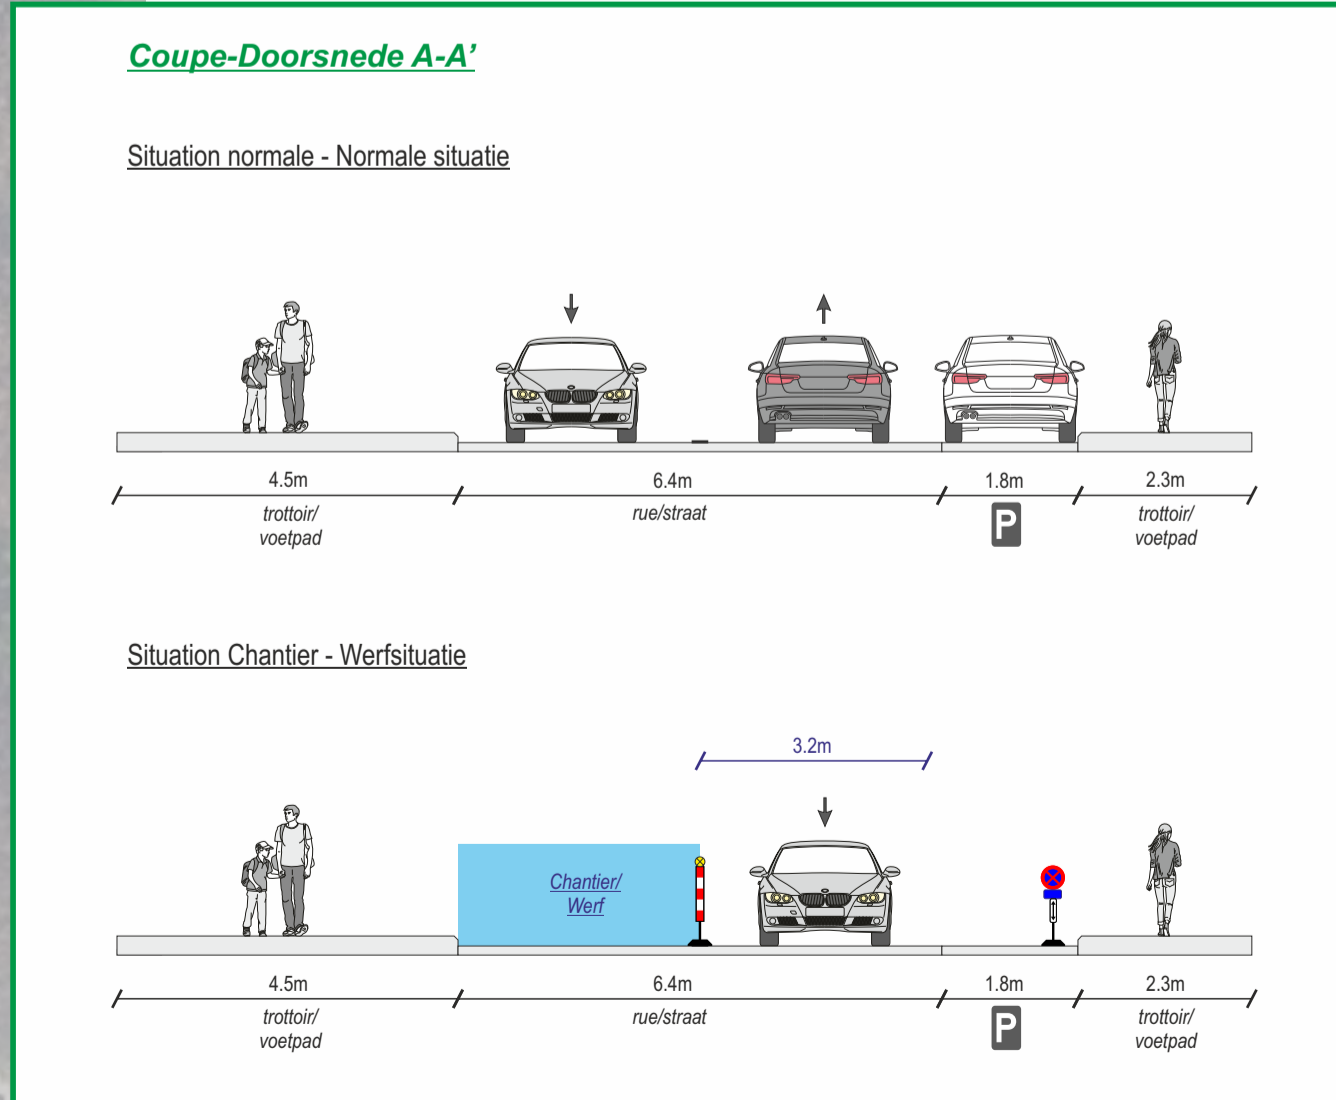 Coupe-Doorsnede A-A’
Situation normale - Normale situatie
4.5m
6.4m
1.8m
2.3m
trottoir/
voetpad
rue/straat
P
trottoir/
voetpad
Situation Chantier - Werfsituatie
3.2m
Chantier/
Werf
4.5m
6.4m
1.8m
2.3m
trottoir/
voetpad
rue/straat
P
trottoir/
voetpad